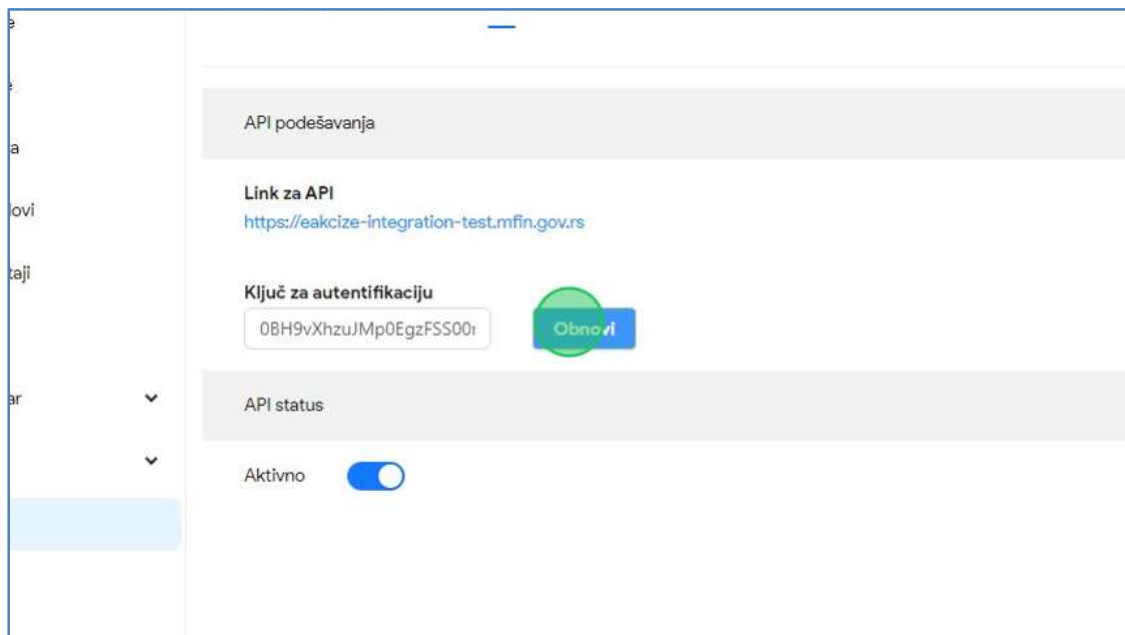 API podešavanja
Link za API
https://eakcize-integration-test.mfin.gov.rs
Ključ za autentifikaciju
0BH9vXhzuJMp0EgzFSS00r
Obnovi
API status
Aktivno